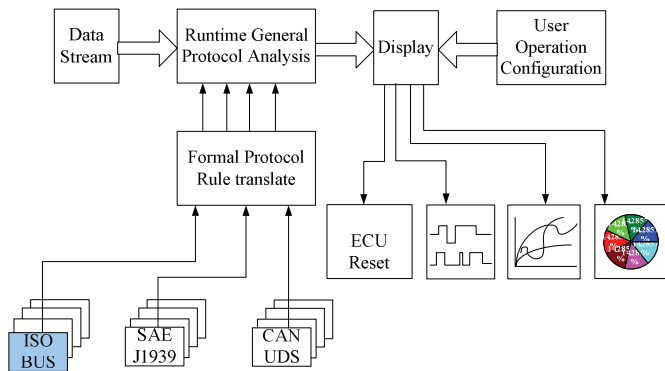 Data
Stream
Runtime General
Protocol Analysis
Display
User
Operation
Configuration
Formal Protocol
Rule translate
ECU
Reset
ISO
BUS
SAE
J1939
CAN
UDS